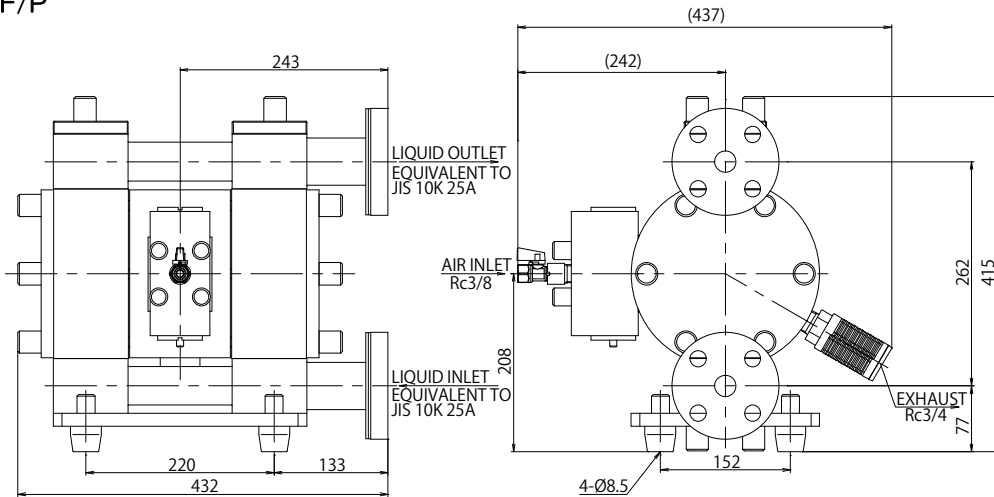 F/P
243
LIQUID OUTLET
EQUIVALENT TO
JIS 10K 25A
LIQUID INLET
EQUIVALENT TO
JIS 10K 25A
220
133
432
(437)
(242)
AIR INLET
Rc3/8
208
262
415
77
EXHAUST
Rc3/4
152
4-Ø8.5